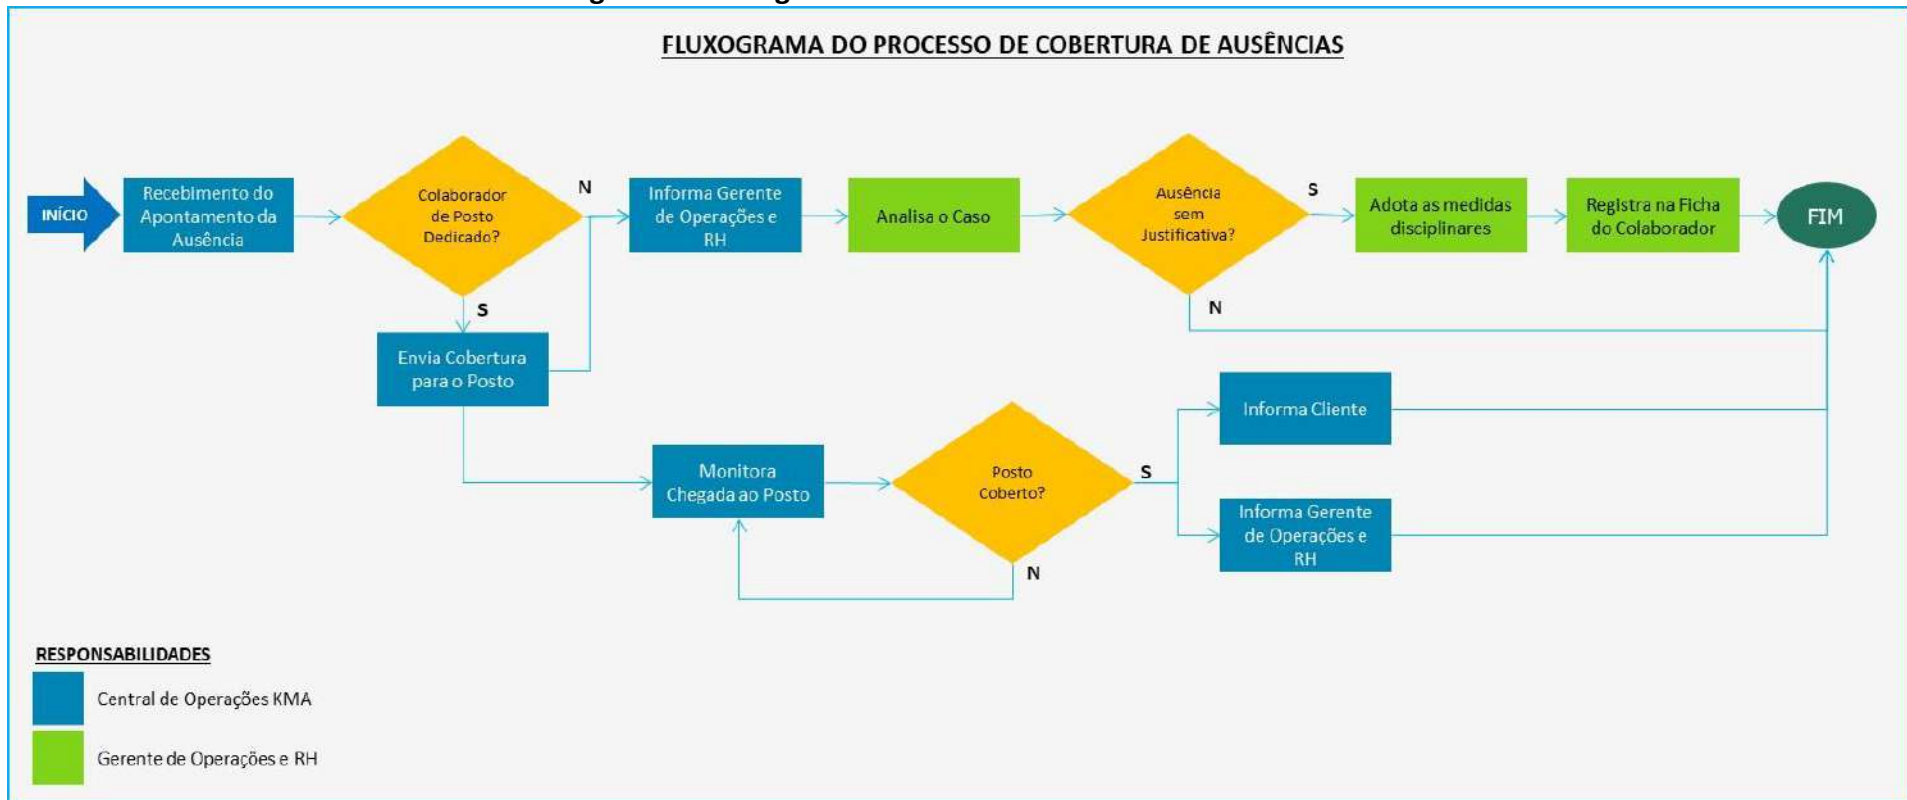 FLUXOGRAMA DO PROCESSO DE COBERTURA DE AUSÊNCIAS
INÍCIO
Recebimento do
Apontamento da
Ausência
Colaborador
de Posto
Dedicado?
N
Informa Gerente
de Operações e
RH
Analisa o Caso
Ausência
sem
Justificativa?
S
Adota as medidas
disciplinares
Registra na Ficha
do Colaborador
FIM
S
N
Envia Cobertura
para o Posto
Monitora
Chegada ao Posto
Posto
Coberto?
S
N
Informa Cliente
Informa Gerente
de Operações e
RH
RESPONSABILIDADES
Central de Operações KMA
Gerente de Operações e RH